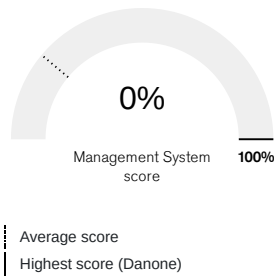 0%
Management System
score
100%
Average score
Highest score (Danone)